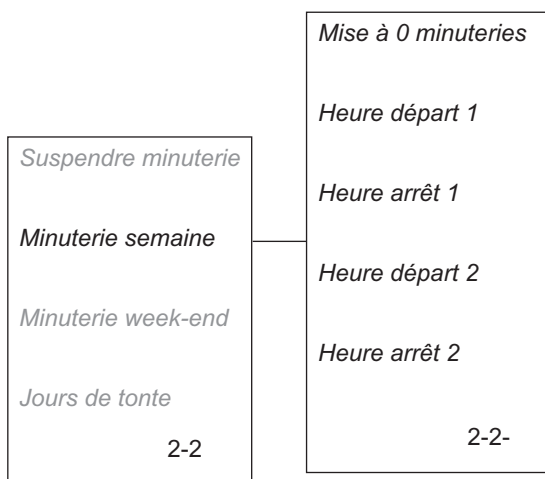 Suspendre minuterie
Minuterie semaine
Minuterie week-end
Jours de tonte
2-2
Mise à 0 minuteries
Heure départ 1
Heure arrêt 1
Heure départ 2
Heure arrêt 2
2-2-